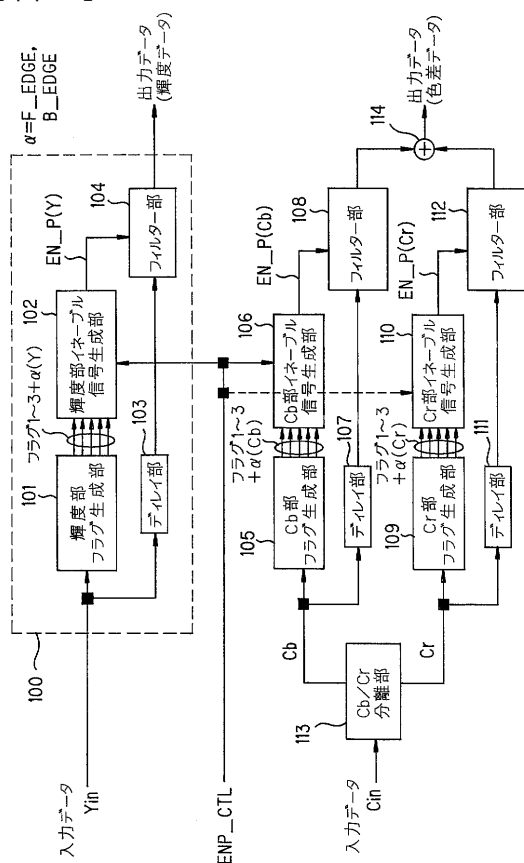 α=F_EDGE,
B_EDGE
100
入力データ
Yin
101
輝度部
フラグ生成部
フラグ1~3+α(Y)
102
輝度部イネーブル
信号生成部
EN_P(Y)
103
ディレイ部
104
フィルター部
出力データ
(輝度データ)
ENP_CTL
入力データ
Cin
113
Cb/Cr
分離部
Cb
105
Cb部
フラグ生成部
フラグ1~3
+α(Cb)
106
Cb部イネーブル
信号生成部
EN_P(Cb)
107
ディレイ部
108
フィルター部
Cr
109
Cr部
フラグ生成部
フラグ1~3
+α(Cr)
110
Cr部イネーブル
信号生成部
EN_P(Cr)
111
ディレイ部
112
フィルター部
114
出力データ
(色差データ)